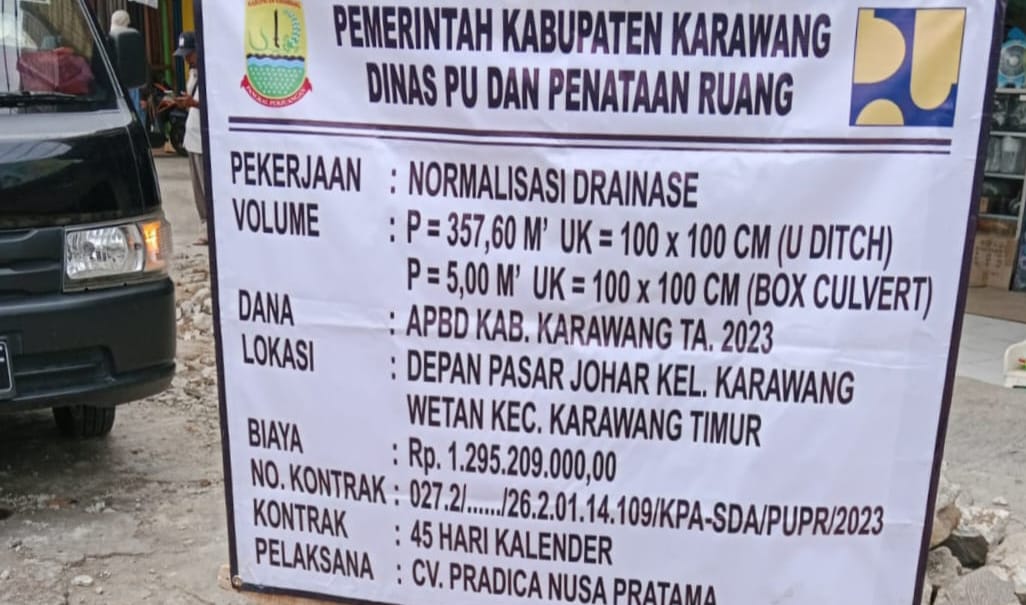 PEMERINTAH KABUPATEN KARAWANG
DINAS PU DAN PENATAAN RUANG
PEKERJAAN : NORMALISASI DRAINASE
VOLUME : P = 357,60 M' UK = 100 x 100 CM (U DITCH)
P = 5,00 M' UK = 100 x 100 CM (BOX CULVERT)
DANA : APBD KAB. KARAWANG TA. 2023
LOKASI : DEPAN PASAR JOHAR KEL. KARAWANG
WETAN KEC. KARAWANG TIMUR
BIAYA : Rp. 1.295.209.000,00
NO. KONTRAK : 027.2/....../26.2.01.14.109/KPA-SDA/PUPR/2023
KONTRAK : 45 HARI KALENDER
PELAKSANA : CV. PRADICA NUSA PRATAMA